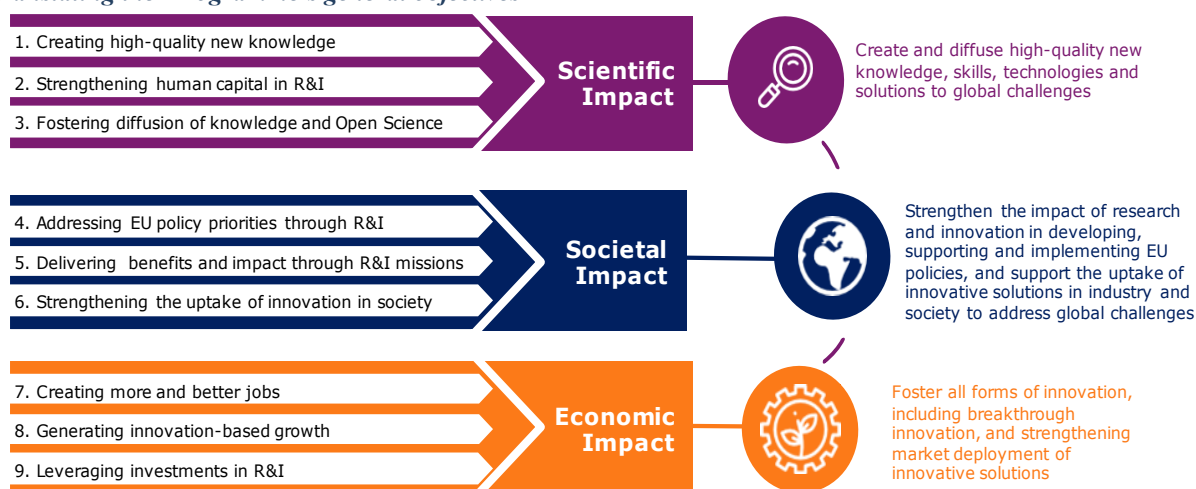 1. Creating high-quality new knowledge
2. Strengthening human capital in R&I
3. Fostering diffusion of knowledge and Open Science
Scientific
Impact
Create and diffuse high-quality new
knowledge, skills, technologies and
solutions to global challenges
4. Addressing EU policy priorities through R&I
5. Delivering benefits and impact through R&I missions
6. Strengthening the uptake of innovation in society
Societal
Impact
Strengthen the impact of research
and innovation in developing,
supporting and implementing EU
policies, and support the uptake of
innovative solutions in industry and
society to address global challenges
7. Creating more and better jobs
8. Generating innovation-based growth
9. Leveraging investments in R&I
Economic
Impact
Foster all forms of innovation,
including breakthrough
innovation, and strengthening
market deployment of
innovative solutions